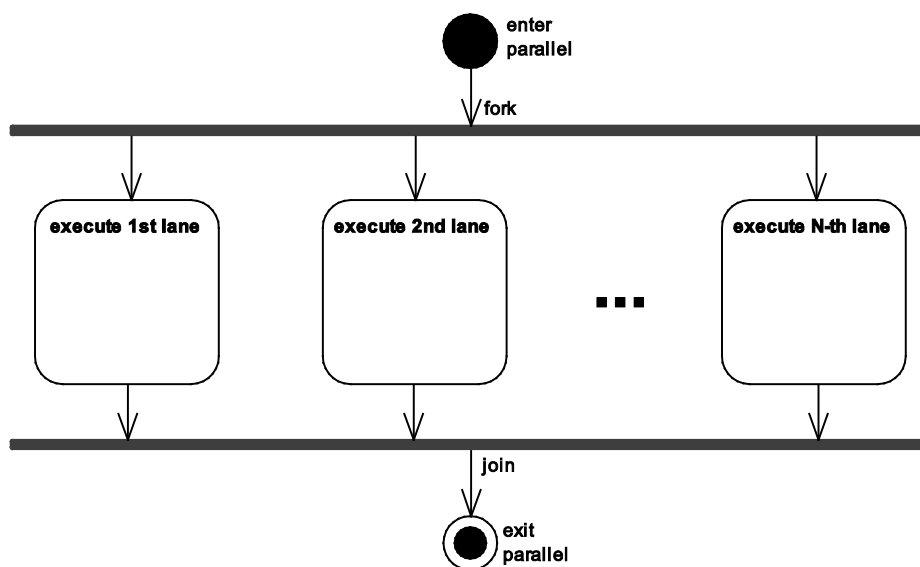 enter
parallel
fork
execute 1st lane
execute 2nd lane
execute N-th lane
join
exit
parallel